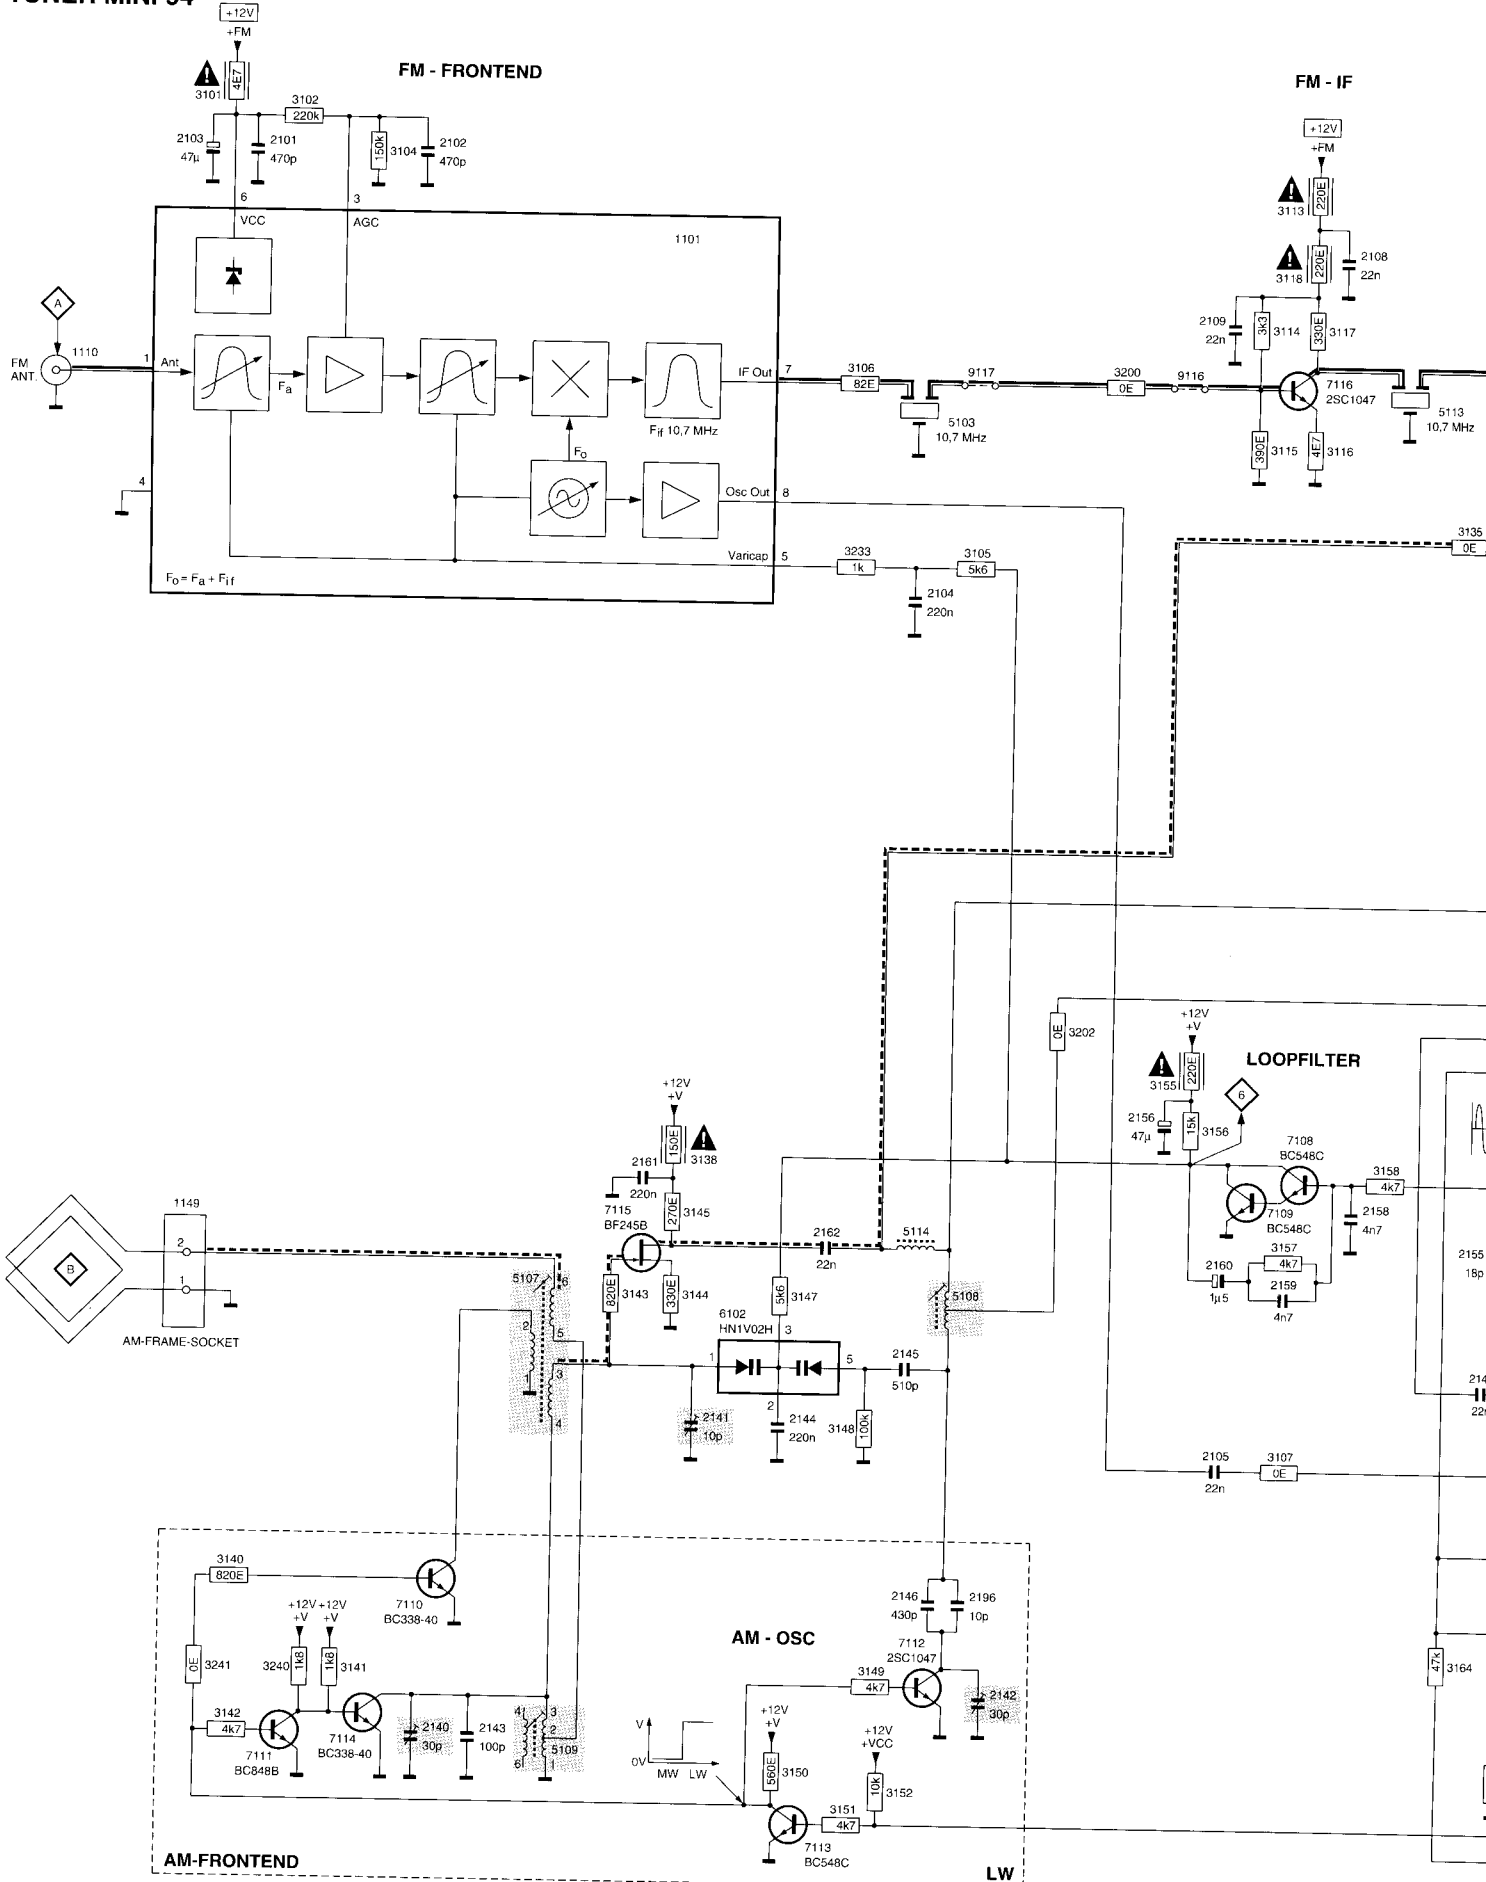 +12V
+FM
FM - FRONTEND
FM - IF
4E7
3101
3102
220k
2103
47µ
2101
470p
150k
3104
2102
470p
6
VCC
3
AGC
1101
A
FM
ANT.
1110
1
Ant
Fa
IF Out
7
Fif 10,7 MHz
Fo
Osc Out
8
4
Varicap
5
Fo = Fa + Fif
3106
82E
5103
10,7 MHz
9117
3200
0E
9116
+12V
+FM
220E
3113
220E
3118
2108
22n
2109
22n
3k3
3114
330E
3117
7116
2SC1047
390E
3115
4E7
3116
5113
10,7 MHz
3135
0E
3233
1k
3105
5k6
2104
220n
0E
3202
+12V
+V
220E
3155
LOOPFILTER
6
2156
47µ
15k
3156
7108
BC548C
7109
BC548C
3158
4k7
2158
4n7
3157
4k7
2160
1µ5
2159
4n7
2155
18p
+12V
+V
150E
3138
2161
220n
270E
3145
7115
BF245B
2162
22n
5114
1149
2
1
B
AM-FRAME-SOCKET
5107
6
2
5
1
3
4
820E
3143
330E
3144
5k6
3147
6102
HN1V02H
3
1
5
2
5108
2145
510p
2141
10p
2144
220n
3148
100k
2105
22n
3107
0E
3140
820E
7110
BC338-40
+12V
+V
+12V
+V
0E
3241
3240
1k8
1k8
3141
3142
4k7
7111
BC848B
7114
BC338-40
2140
30p
2143
100p
4
3
2
5109
6
1
AM - OSC
2146
430p
2196
10p
7112
2SC1047
3149
4k7
2142
30p
V
0V
MW LW
+12V
+V
560E
3150
+12V
+VCC
10k
3152
3151
4k7
7113
BC548C
47k
3164
AM-FRONTEND
LW